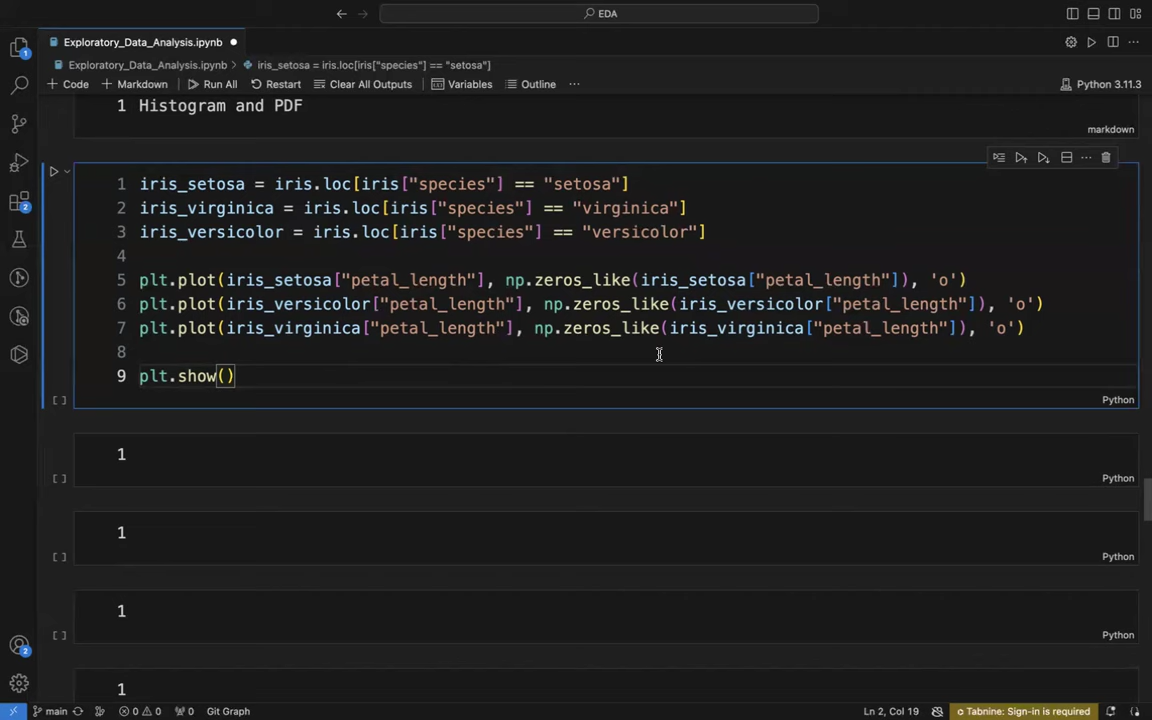 EDA
Exploratory_Data_Analysis.ipynb
Exploratory_Data_Analysis.ipynb > iris_setosa = iris.loc[iris["species"] == "setosa"]
+ Code + Markdown Run All Restart Clear All Outputs Variables Outline ... Python 3.11.3
1 Histogram and PDF
markdown
1 iris_setosa = iris.loc[iris["species"] == "setosa"]
2 iris_virginica = iris.loc[iris["species"] == "virginica"]
3 iris_versicolor = iris.loc[iris["species"] == "versicolor"]
4
5 plt.plot(iris_setosa["petal_length"], np.zeros_like(iris_setosa["petal_length"]), 'o')
6 plt.plot(iris_versicolor["petal_length"], np.zeros_like(iris_versicolor["petal_length"]), 'o')
7 plt.plot(iris_virginica["petal_length"], np.zeros_like(iris_virginica["petal_length"]), 'o')
8
9 plt.show()
[ ] Python
1
[ ] Python
1
[ ] Python
1
[ ] Python
1
1
2
2
main 0 0 0 Git Graph Ln 2, Col 19 Tabnine: Sign-in is required